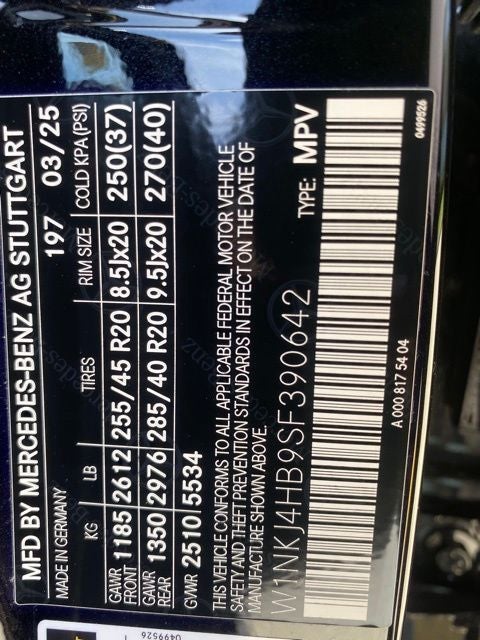 MFD BY MERCEDES-BENZ AG STUTTGART
MADE IN GERMANY 197 03/25
KG LB TIRES RIM SIZE COLD KPA(PSI)
GAWR FRONT 1185 2612 255/45 R20 8.5Jx20 250(37)
GAWR REAR 1350 2976 285/40 R20 9.5Jx20 270(40)
GVWR 2510 5534
THIS VEHICLE CONFORMS TO ALL APPLICABLE FEDERAL MOTOR VEHICLE
SAFETY AND THEFT PREVENTION STANDARDS IN EFFECT ON THE DATE OF
MANUFACTURE SHOWN ABOVE.
W1NKJ4HB9SF390642 TYPE: MPV
A 000 817 54 04 0499526
0499526